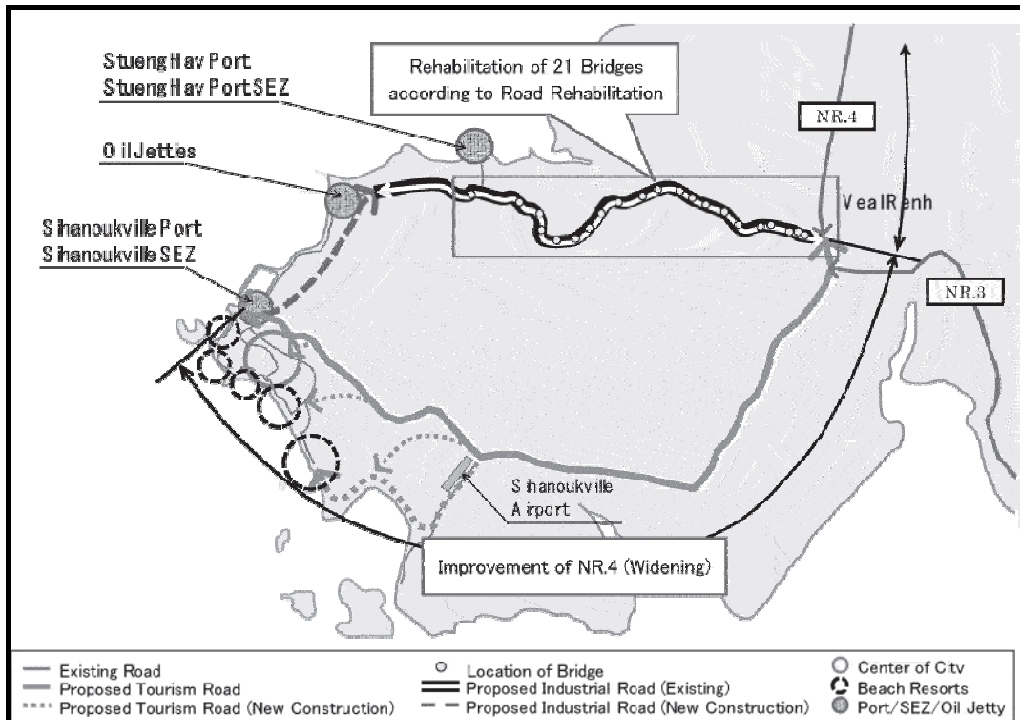 Stueng Hav Port
Stueng Hav Port SEZ
Oil Jetties
Sihanoukville Port
Sihanoukville SEZ
Rehabilitation of 21 Bridges
according to Road Rehabilitation
NR.4
Veal Renh
NR.3
Sihanoukville
Airport
Improvement of NR.4 (Widening)
Existing Road
Proposed Tourism Road
Proposed Tourism Road (New Construction)
Location of Bridge
Proposed Industrial Road (Existing)
Proposed Industrial Road (New Construction)
Center of City
Beach Resorts
Port/SEZ/Oil Jetty